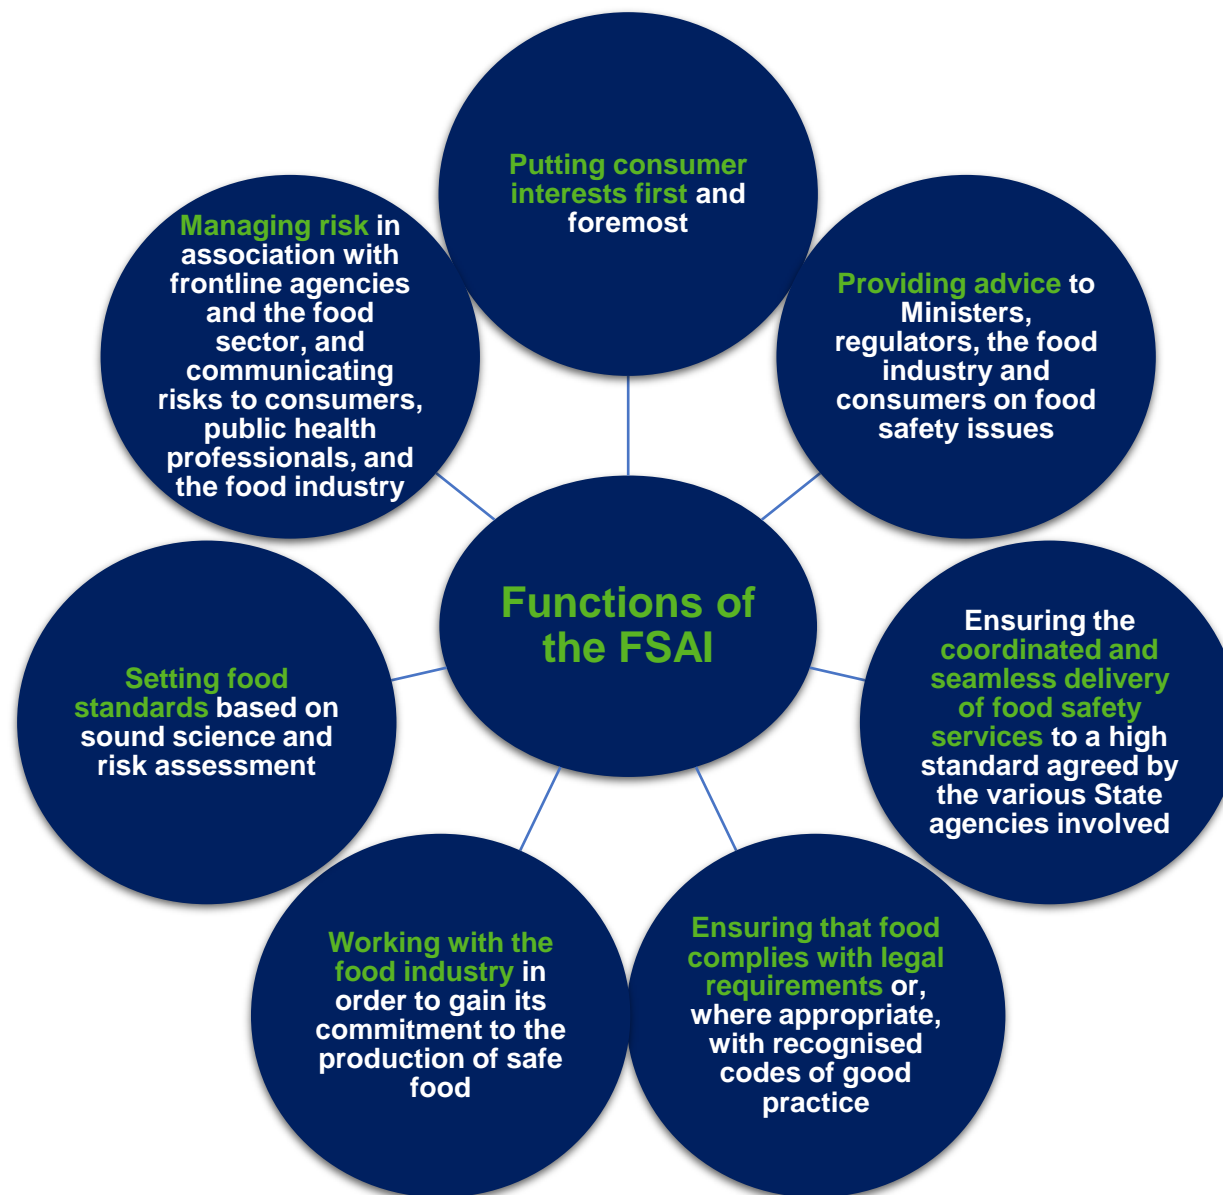 Putting consumer
interests first and
foremost
Providing advice to
Ministers,
regulators, the food
industry and
consumers on food
safety issues
Ensuring the
coordinated and
seamless delivery
of food safety
services to a high
standard agreed by
the various State
agencies involved
Ensuring that food
complies with legal
requirements or,
where appropriate,
with recognised
codes of good
practice
Working with the
food industry in
order to gain its
commitment to the
production of safe
food
Setting food
standards based on
sound science and
risk assessment
Managing risk in
association with
frontline agencies
and the food
sector, and
communicating
risks to consumers,
public health
professionals, and
the food industry
Functions of
the FSAI